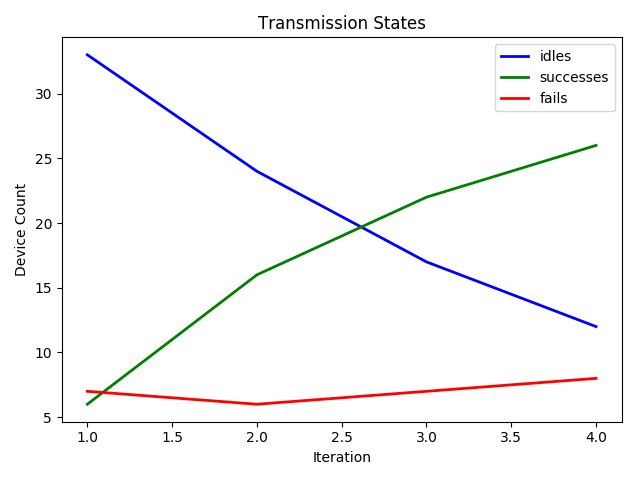 Transmission States
idles
successes
fails
Device Count
30
25
20
15
10
5
1.0 1.5 2.0 2.5 3.0 3.5 4.0
Iteration